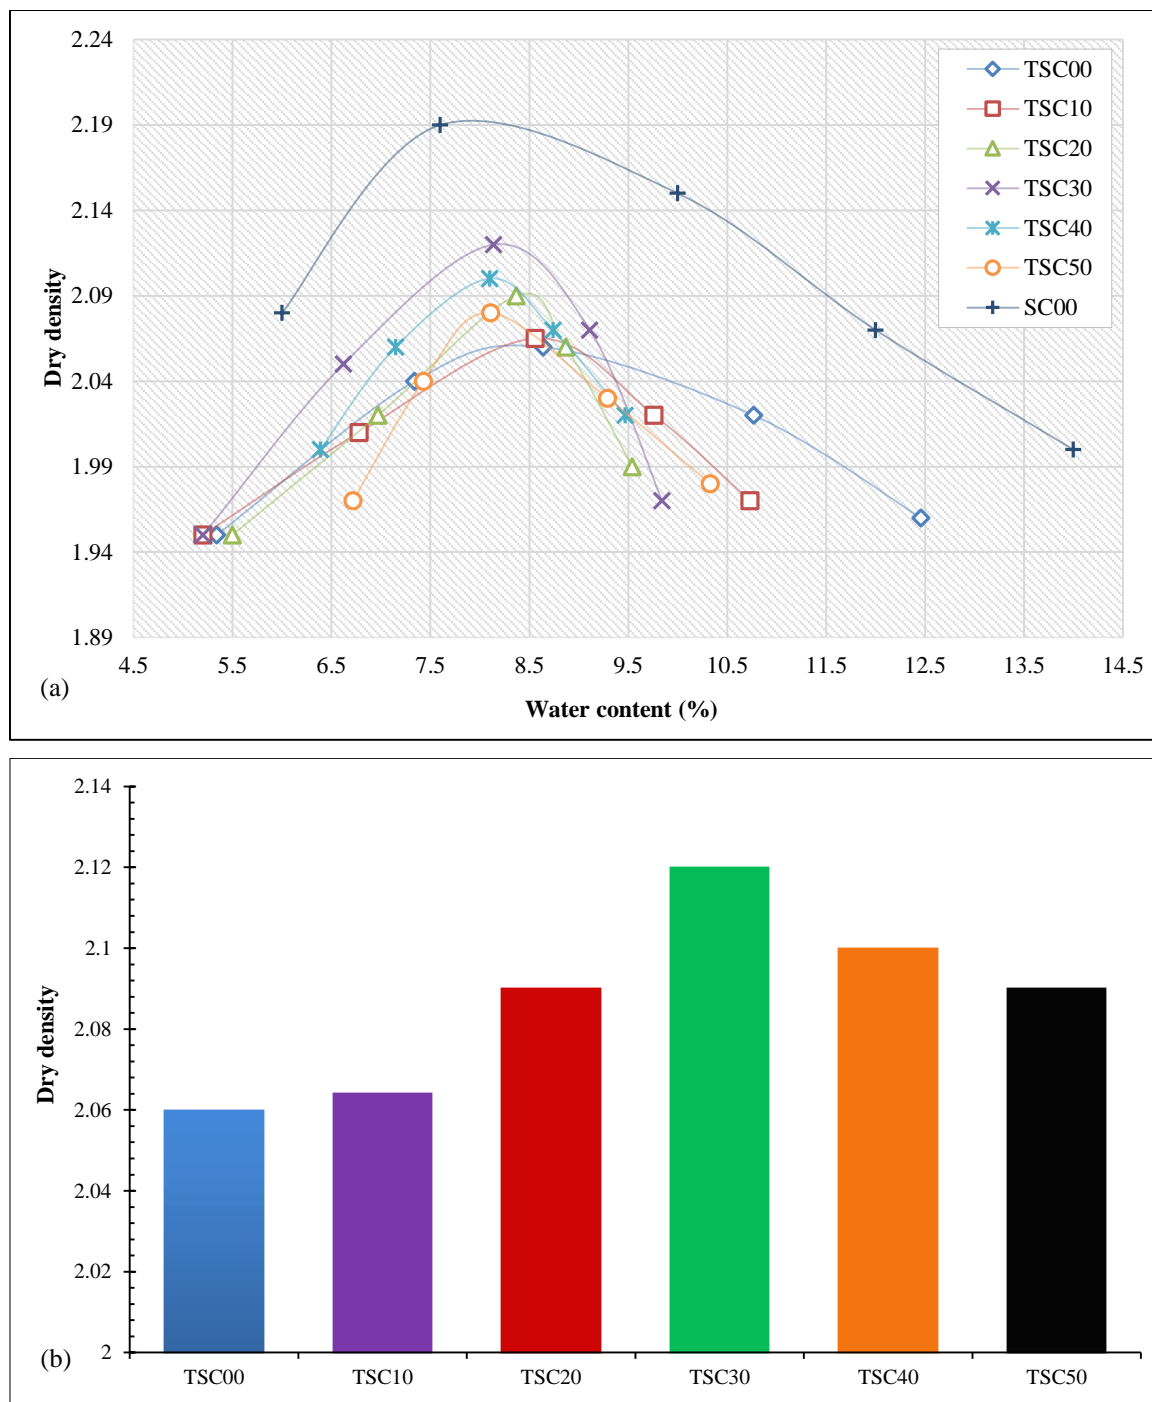 2.24
2.19
2.14
2.09
2.04
1.99
1.94
1.89
Dry density
4.5 5.5 6.5 7.5 8.5 9.5 10.5 11.5 12.5 13.5 14.5
Water content (%)
(a)
TSC00
TSC10
TSC20
TSC30
TSC40
TSC50
SC00
2.14
2.12
2.1
2.08
2.06
2.04
2.02
2
Dry density
(b)
TSC00 TSC10 TSC20 TSC30 TSC40 TSC50